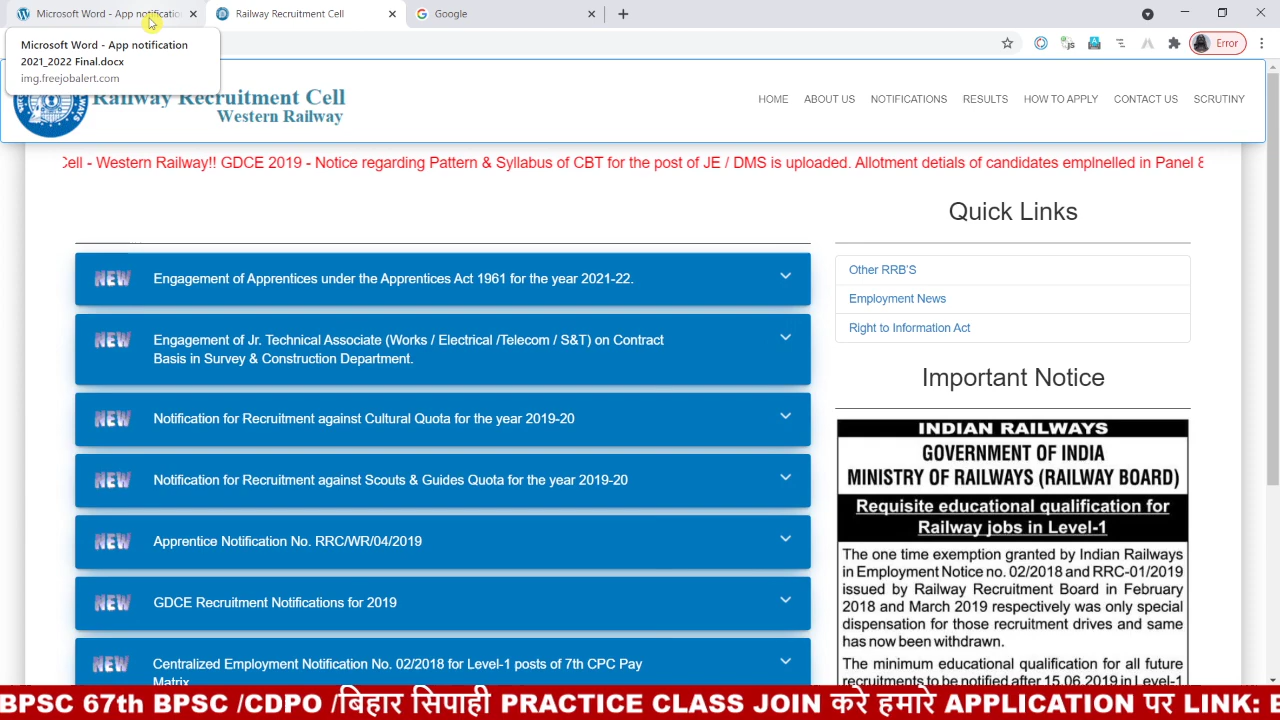 Microsoft Word - App notificatio
Railway Recruitment Cell
Google
Microsoft Word - App notification
2021_2022 Final.docx
img.freejobalert.com
Error
Railway Recruitment Cell
Western Railway
HOME
ABOUT US
NOTIFICATIONS
RESULTS
HOW TO APPLY
CONTACT US
SCRUTINY
Cell - Western Railway!! GDCE 2019 - Notice regarding Pattern & Syllabus of CBT for the post of JE / DMS is uploaded. Allotment detials of candidates emplnelled in Panel &
Quick Links
Other RRB'S
Employment News
Right to Information Act
NEW Engagement of Apprentices under the Apprentices Act 1961 for the year 2021-22.
NEW Engagement of Jr. Technical Associate (Works / Electrical /Telecom / S&T) on Contract
Basis in Survey & Construction Department.
NEW Notification for Recruitment against Cultural Quota for the year 2019-20
NEW Notification for Recruitment against Scouts & Guides Quota for the year 2019-20
NEW Apprentice Notification No. RRC/WR/04/2019
NEW GDCE Recruitment Notifications for 2019
NEW Centralized Employment Notification No. 02/2018 for Level-1 posts of 7th CPC Pay
Matrix
Important Notice
INDIAN RAILWAYS
GOVERNMENT OF INDIA
MINISTRY OF RAILWAYS (RAILWAY BOARD)
Requisite educational qualification for
Railway jobs in Level-1
The one time exemption granted by Indian Railways
in Employment Notice no. 02/2018 and RRC-01/2019
issued by Railway Recruitment Board in February
2018 and March 2019 respectively was only special
dispensation for those recruitment drives and same
has now been withdrawn.
The minimum educational qualification for all future
recruitments to be notified after 15.06.2019 in Level-1
BPSC 67th BPSC /CDPO /बिहार सिपाही PRACTICE CLASS JOIN करे हमारे APPLICATION पर LINK: